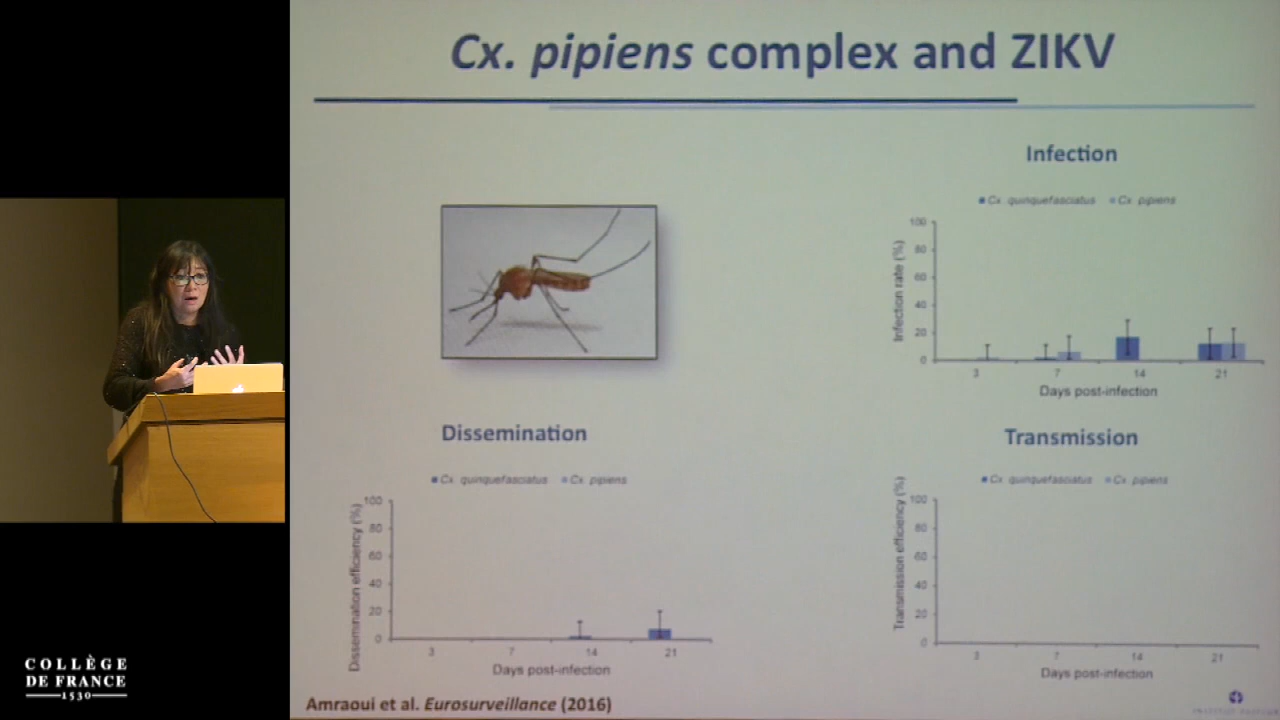 Cx. pipiens complex and ZIKV
Infection
Cx. quinquefasciatus Cx. pipiens
Infection rate (%)
100
80
60
40
20
0
3 7 14 21
Days post-infection
Dissemination
Cx. quinquefasciatus Cx. pipiens
Dissemination efficiency (%)
100
80
60
40
20
0
3 7 14 21
Days post-infection
Transmission
Cx. quinquefasciatus Cx. pipiens
Transmission efficiency (%)
100
80
60
40
20
0
3 7 14 21
Days post-infection
Amraoui et al. Eurosurveillance (2016)
INSTITUT PASTEUR
COLLÈGE
DE FRANCE
1530